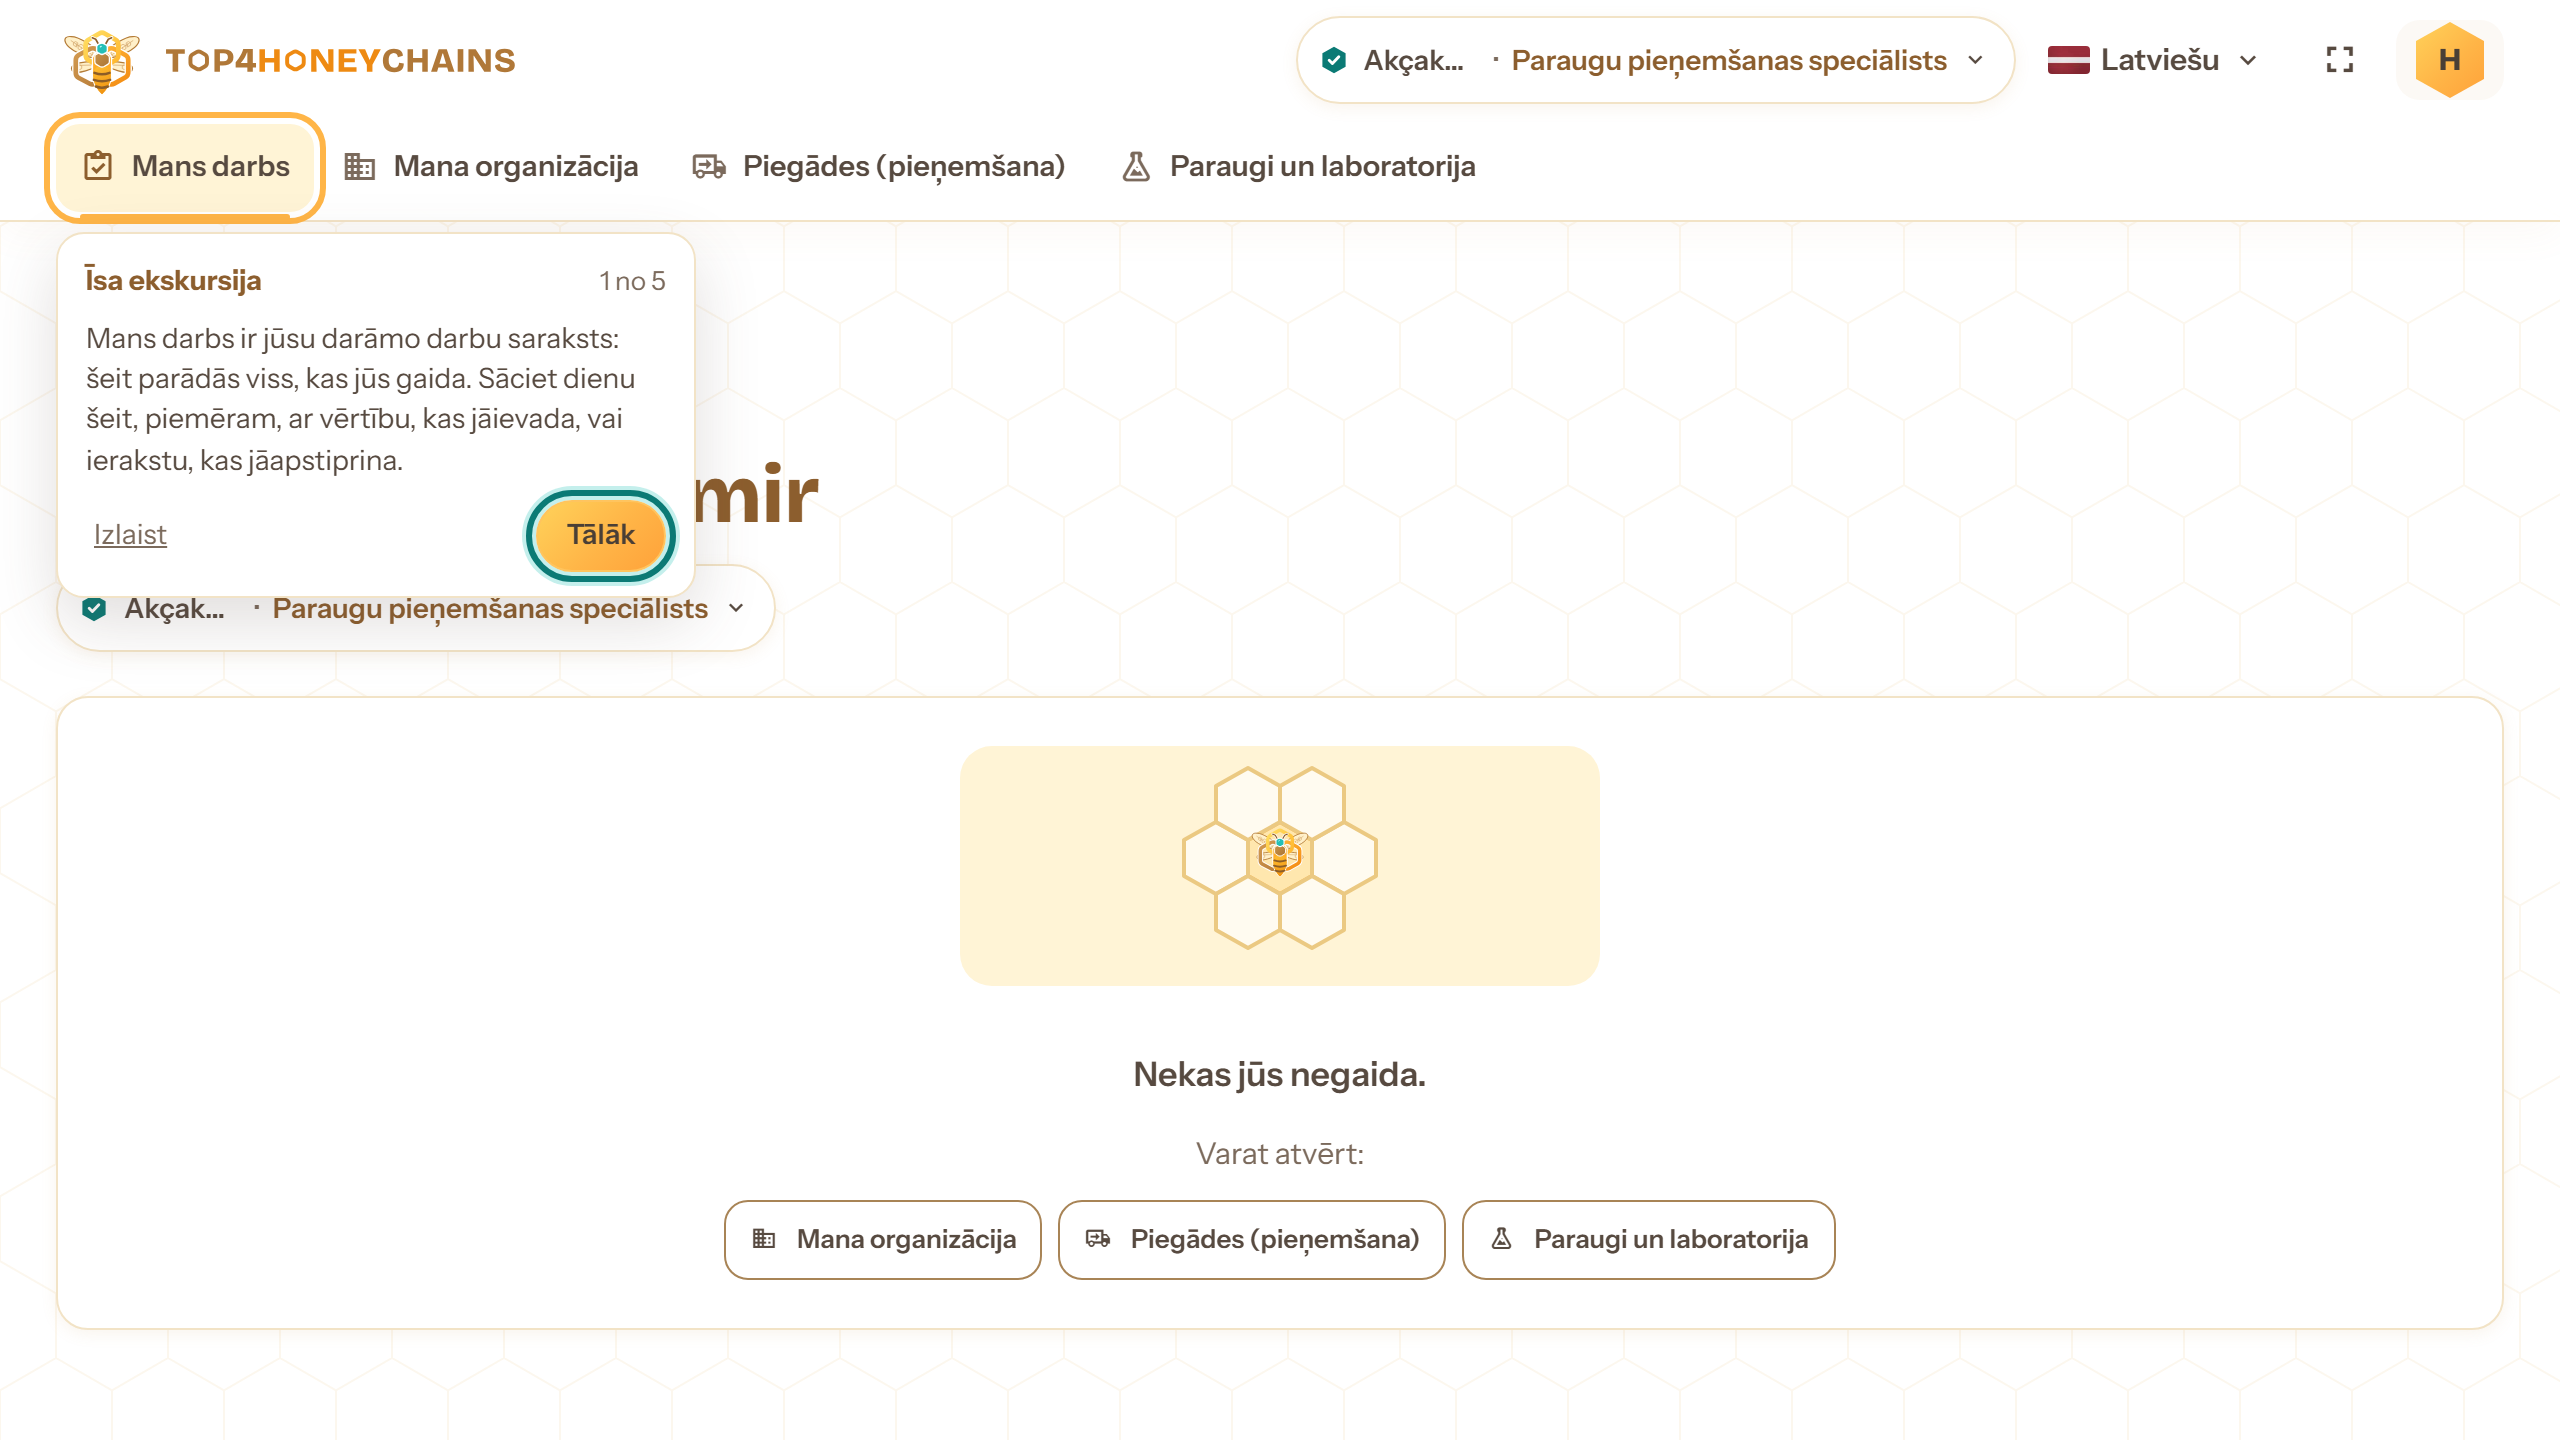 TOP4HONEYCHAINS
Akçak... · Paraugu pieņemšanas speciālists
Latviešu
H
Mans darbs
Mana organizācija
Piegādes (pieņemšana)
Paraugi un laboratorija
Īsa ekskursija
1 no 5
Mans darbs ir jūsu darāmo darbu saraksts:
šeit parādās viss, kas jūs gaida. Sāciet dienu
šeit, piemēram, ar vērtību, kas jāievada, vai
ierakstu, kas jāapstiprina.
Izlaist
Tālāk
mir
Akçak... · Paraugu pieņemšanas speciālists
Nekas jūs negaida.
Varat atvērt:
Mana organizācija
Piegādes (pieņemšana)
Paraugi un laboratorija